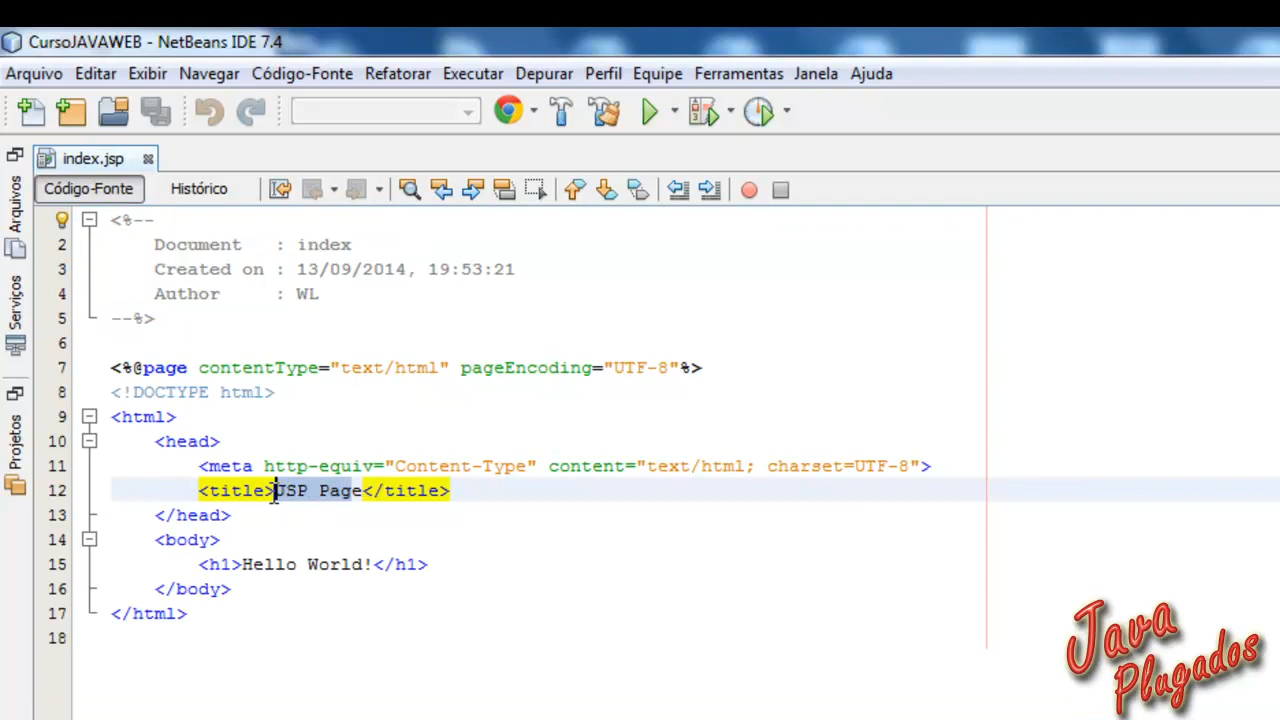 CursoJAVAWEB - NetBeans IDE 7.4
Arquivo Editar Exibir Navegar Código-Fonte Refatorar Executar Depurar Perfil Equipe Ferramentas Janela Ajuda
index.jsp
Código-Fonte Histórico
Arquivos
Serviços
Projetos
<%--
2 Document : index
3 Created on : 13/09/2014, 19:53:21
4 Author : WL
5 --%>
6
7 <%@page contentType="text/html" pageEncoding="UTF-8"%>
8 <!DOCTYPE html>
9 <html>
10 <head>
11 <meta http-equiv="Content-Type" content="text/html; charset=UTF-8">
12 <title>JSP Page</title>
13 </head>
14 <body>
15 <h1>Hello World!</h1>
16 </body>
17 </html>
18
Java
Plugados